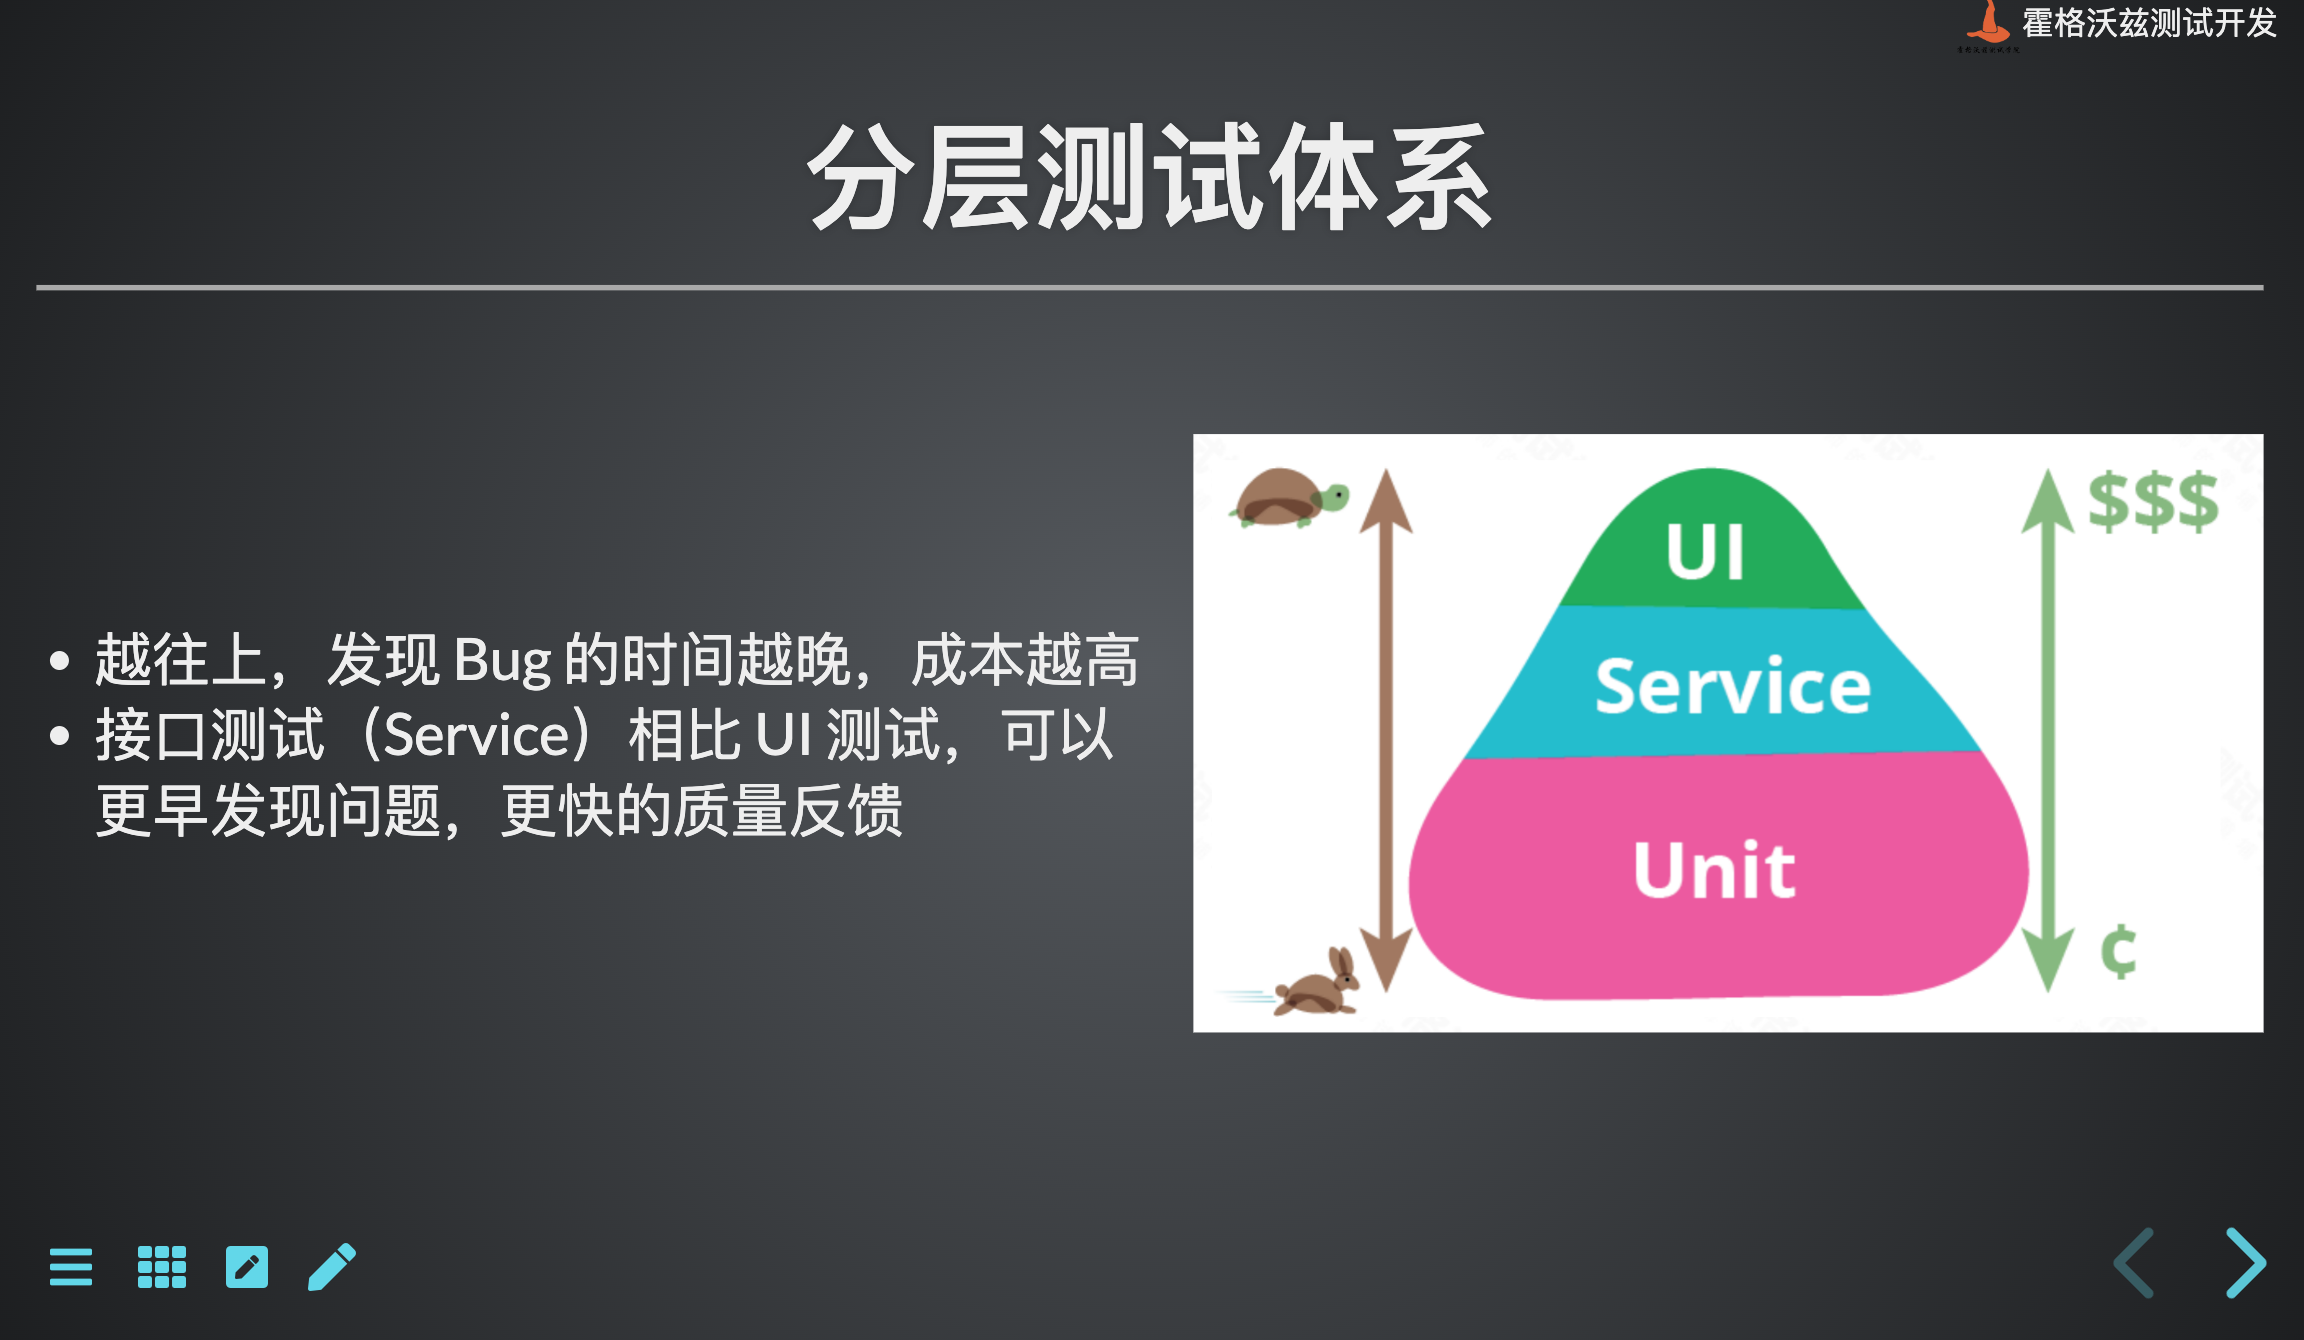 霍格沃兹测试开发
分层测试体系
越往上，发现 Bug 的时间越晚，成本越高
接口测试（Service）相比 UI 测试，可以
更早发现问题，更快的质量反馈
$$$
UI
Service
Unit
¢